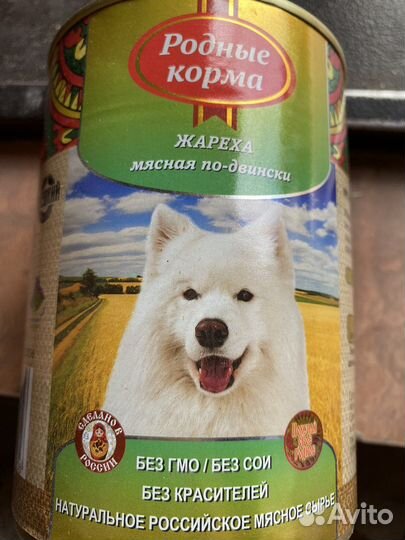 Родные
корма
ЖАРЕХА
мясная по-двински
СДЕЛАНО В
РОССИИ
БЕЗ ГМО / БЕЗ СОИ
БЕЗ КРАСИТЕЛЕЙ
НАТУРАЛЬНОЕ РОССИЙСКОЕ МЯСНОЕ СЫРЬЕ
Avito